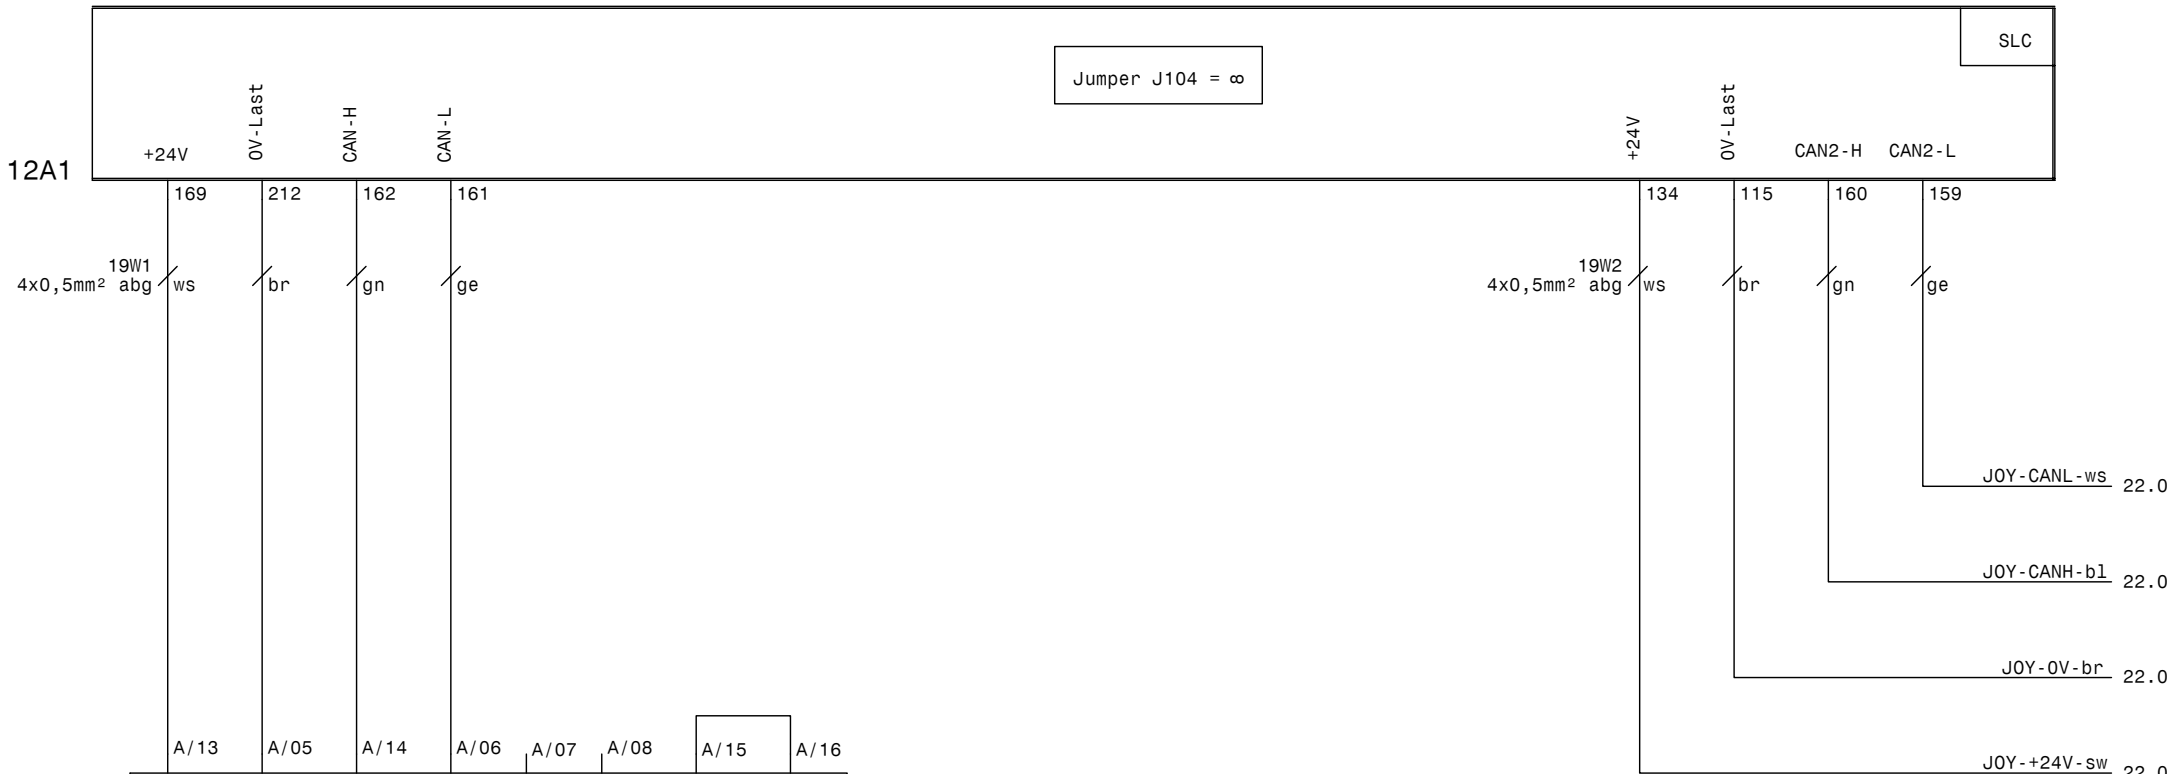 SLC
Jumper J104 = ∞
12A1
+24V
0V-Last
CAN-H
CAN-L
+24V
0V-Last
CAN2-H
CAN2-L
169
212
162
161
134
115
160
159
19W1
4x0,5mm² abg
ws
br
gn
ge
19W2
4x0,5mm² abg
ws
br
gn
ge
JOY-CANL-ws 22.0
JOY-CANH-bl 22.0
JOY-0V-br 22.0
A/13
A/05
A/14
A/06
A/07
A/08
A/15
A/16
JOY-+24V-sw 22.0